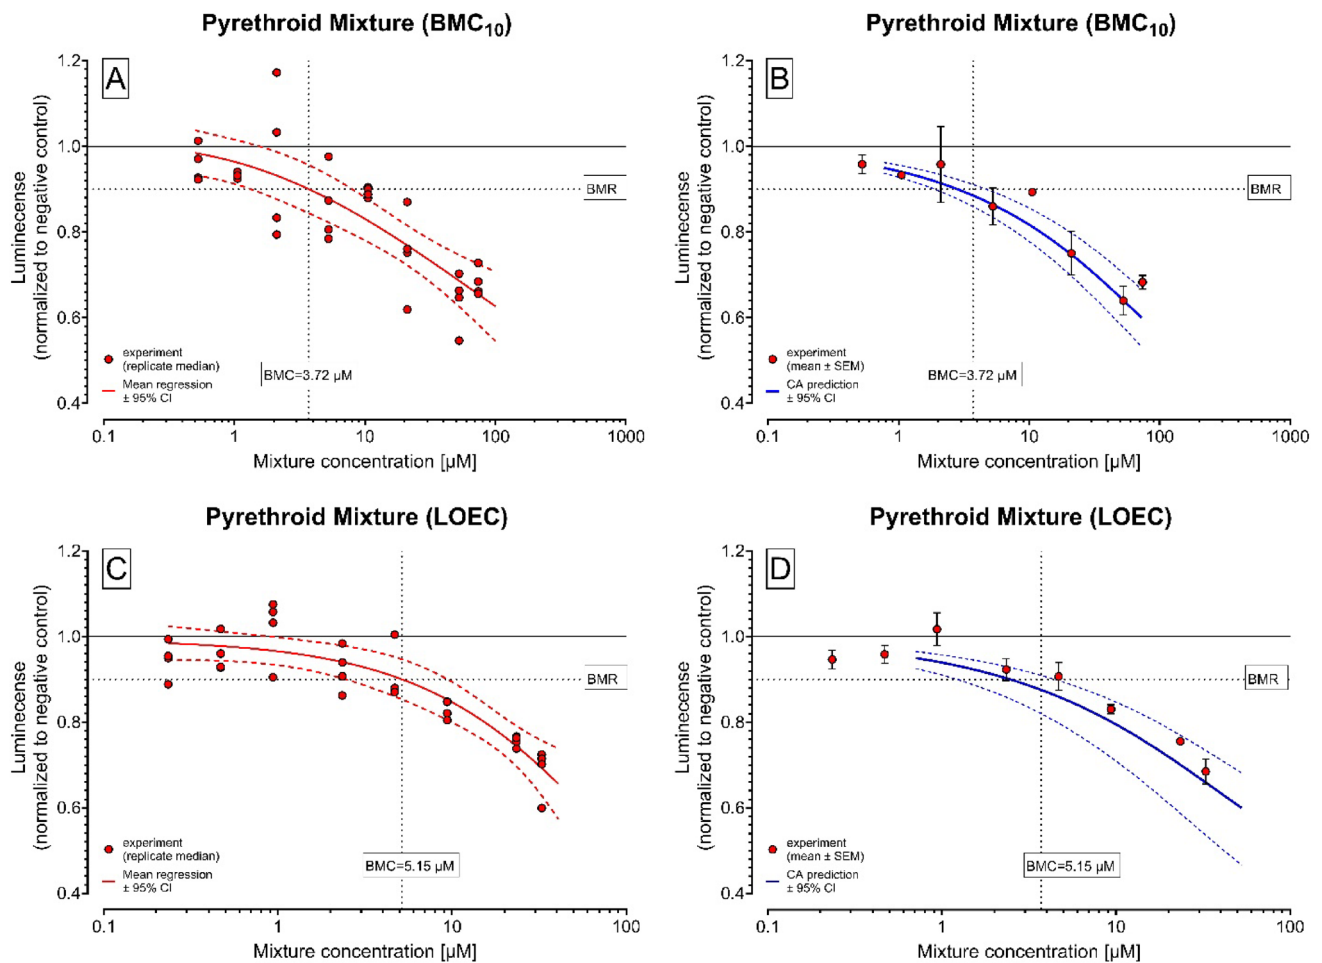 Pyrethroid Mixture (BMC10)
A
Luminecense
(normalized to negative control)
1.2
1.0
0.8
0.6
0.4
BMR
BMC=3.72 µM
experiment
(replicate median)
Mean regression
± 95% CI
0.1 1 10 100 1000
Mixture concentration [µM]
Pyrethroid Mixture (BMC10)
B
Luminecense
(normalized to negative control)
1.2
1.0
0.8
0.6
0.4
BMR
BMC=3.72 µM
experiment
(mean ± SEM)
CA prediction
± 95% CI
0.1 1 10 100 1000
Mixture concentration [µM]
Pyrethroid Mixture (LOEC)
C
Luminecense
(normalized to negative control)
1.2
1.0
0.8
0.6
0.4
BMR
BMC=5.15 µM
experiment
(replicate median)
Mean regression
± 95% CI
0.1 1 10 100
Mixture concentration [µM]
Pyrethroid Mixture (LOEC)
D
Luminecense
(normalized to negative control)
1.2
1.0
0.8
0.6
0.4
BMR
BMC=5.15 µM
experiment
(mean ± SEM)
CA prediction
± 95% CI
0.1 1 10 100
Mixture concentration [µM]